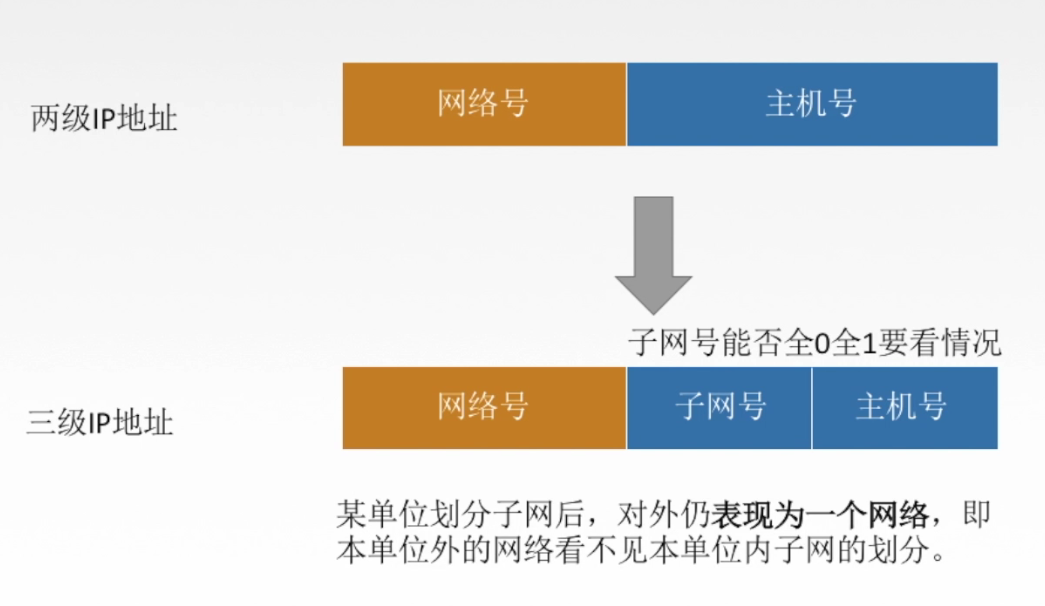 两级IP地址
网络号
主机号
子网号能否全0全1要看情况
三级IP地址
网络号
子网号
主机号
某单位划分子网后，对外仍表现为一个网络，即
本单位外的网络看不见本单位内子网的划分。